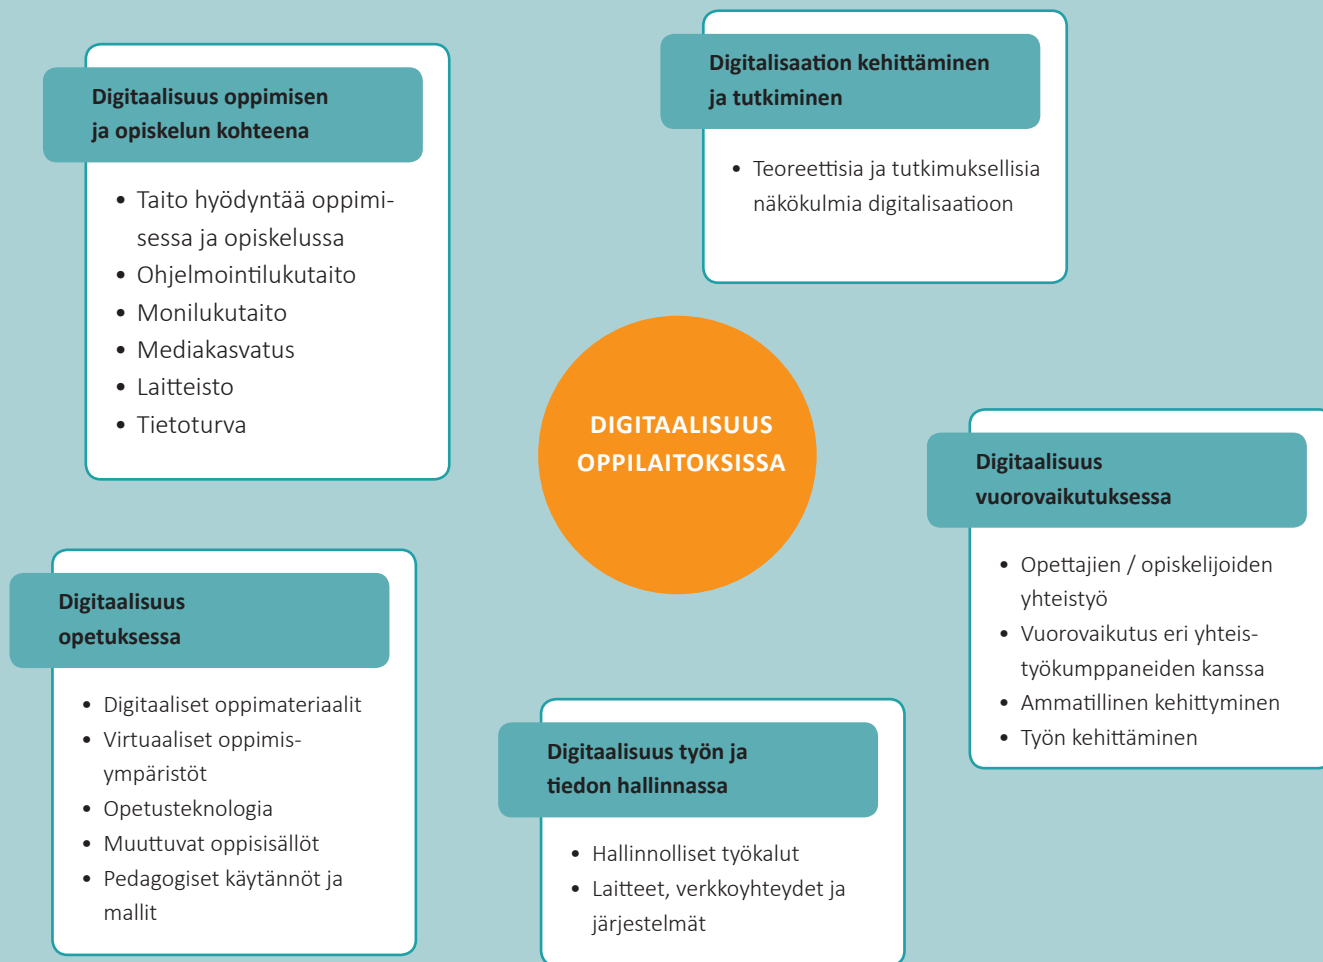 Digitaalisuus oppimisen
ja opiskelun kohteena
• Taito hyödyntää oppimi-
sessa ja opiskelussa
• Ohjelmointilukutaito
• Monilukutaito
• Mediakasvatus
• Laitteisto
• Tietoturva
Digitalisaation kehittäminen
ja tutkiminen
• Teoreettisia ja tutkimuksellisia
näkökulmia digitalisaatioon
DIGITAALISUUS
OPPILAITOKSISSA
Digitaalisuus
vuorovaikutuksessa
• Opettajien / opiskelijoiden
yhteistyö
• Vuorovaikutus eri yhteis-
työkumppaneiden kanssa
• Ammatillinen kehittyminen
• Työn kehittäminen
Digitaalisuus
opetuksessa
• Digitaaliset oppimateriaalit
• Virtuaaliset oppimis-
ympäristöt
• Opetusteknologia
• Muuttuvat oppisisällöt
• Pedagogiset käytännöt ja
mallit
Digitaalisuus työn ja
tiedon hallinnassa
• Hallinnolliset työkalut
• Laitteet, verkkoyhteydet ja
järjestelmät